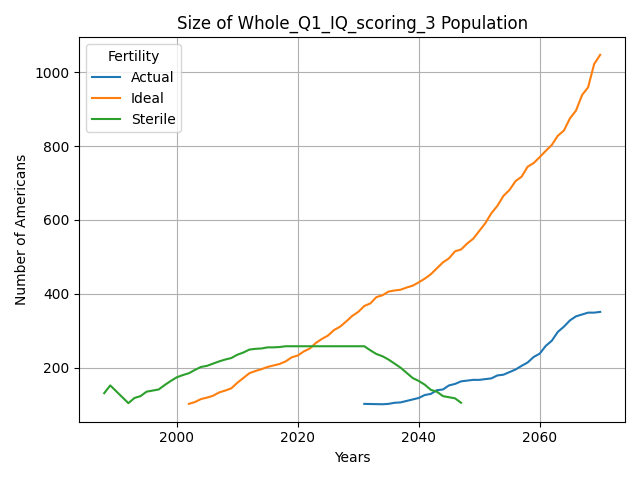 Size of Whole_Q1_IQ_scoring_3 Population
Fertility
Actual
Ideal
Sterile
Number of Americans
1000
800
600
400
200
2000
2020
2040
2060
Years